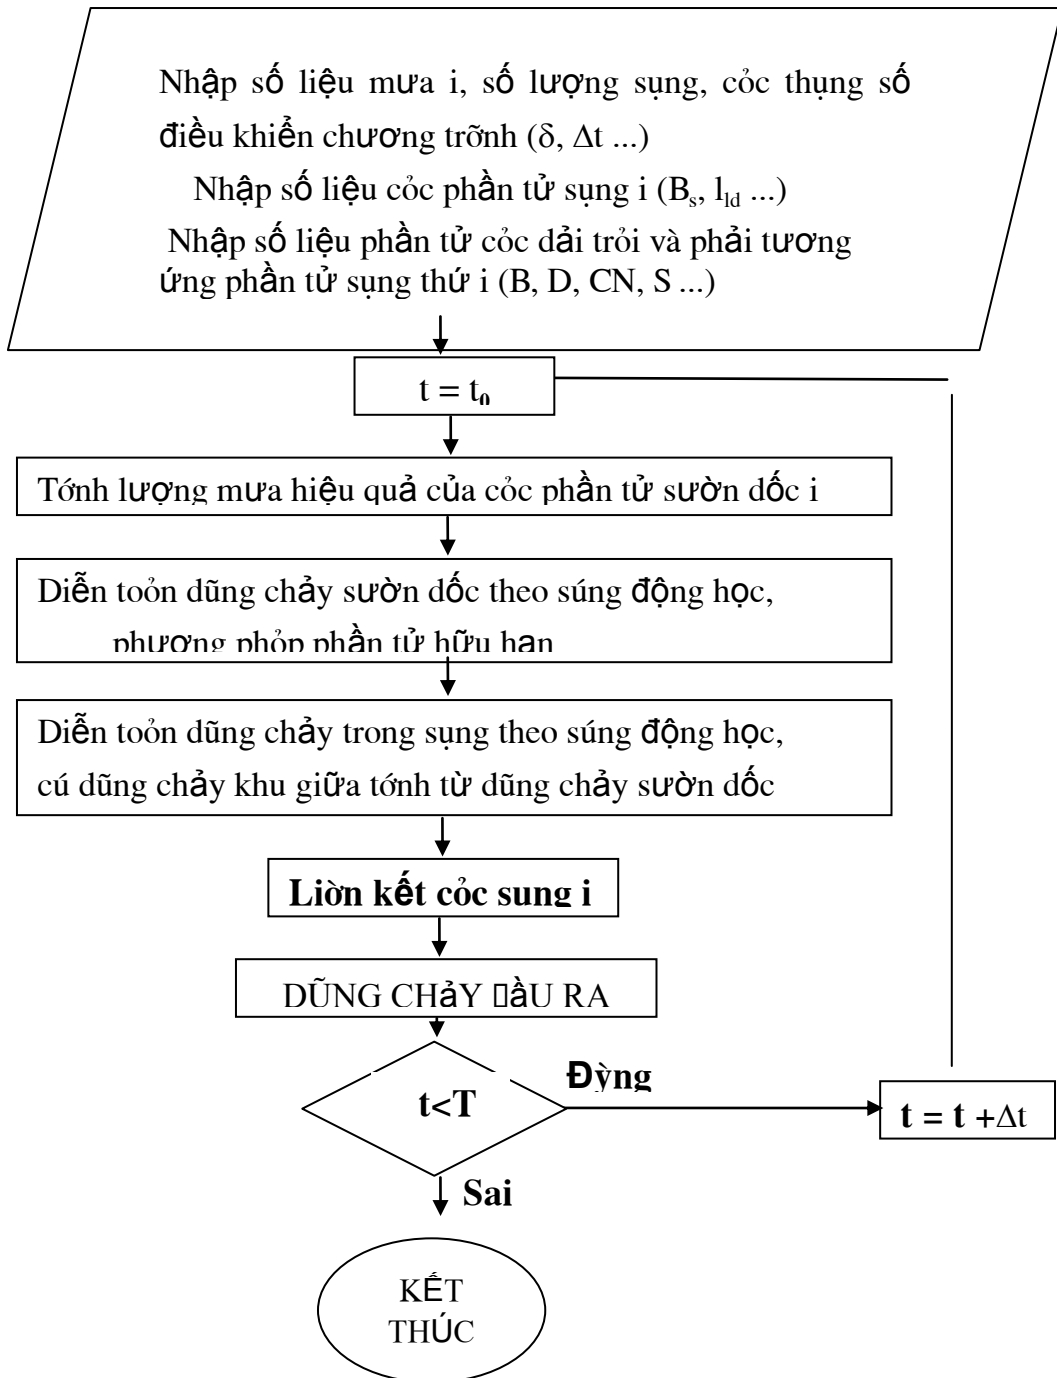 Nhập số liệu mưa i, số lượng sụng, cỏc thụng số
điều khiển chương trỡnh (δ, Δt ...)
Nhập số liệu cỏc phần tử sụng i (Bs, lld ...)
Nhập số liệu phần tử cỏc dải trỏi và phải tương
ứng phần tử sụng thứ i (B, D, CN, S ...)
t = t0
Tớnh lượng mưa hiệu quả của cỏc phần tử sườn dốc i
Diễn toỏn dũng chảy sườn dốc theo súng động học,
phương phỏp phần tử hữu hạn
Diễn toỏn dũng chảy trong sụng theo súng động học,
cú dũng chảy khu giữa tớnh từ dũng chảy sườn dốc
Liờn kết cỏc sung i
DŨNG CHảY ầU RA
t<T
Đỳng
t = t +Δt
Sai
KẾT
THÚC